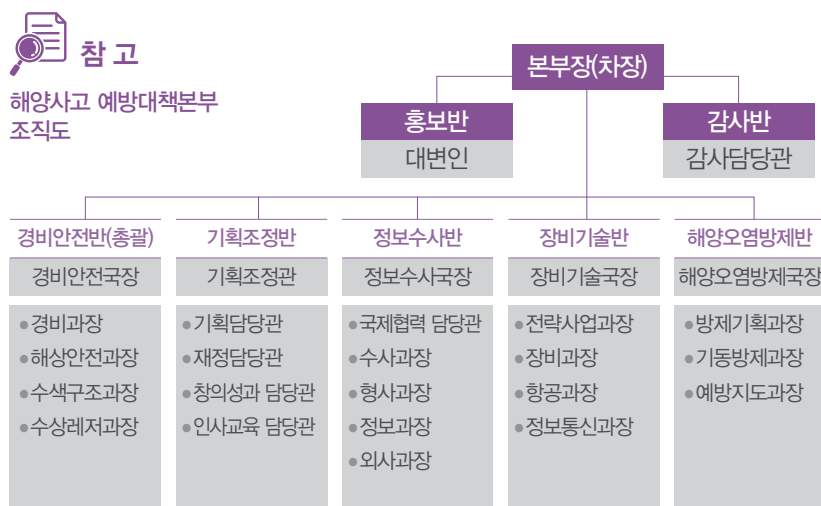 참 고
해양사고 예방대책본부
조직도
본부장(차장)
홍보반
대변인
감사반
감사담당관
경비안전반(총괄)
경비안전국장
●경비과장
●해상안전과장
●수색구조과장
●수상레저과장
기획조정반
기획조정관
●기획담당관
●재정담당관
●창의성과 담당관
●인사교육 담당관
정보수사반
정보수사국장
●국제협력 담당관
●수사과장
●형사과장
●정보과장
●외사과장
장비기술반
장비기술국장
●전략사업과장
●장비과장
●항공과장
●정보통신과장
해양오염방제반
해양오염방제국장
●방제기획과장
●기동방제과장
●예방지도과장